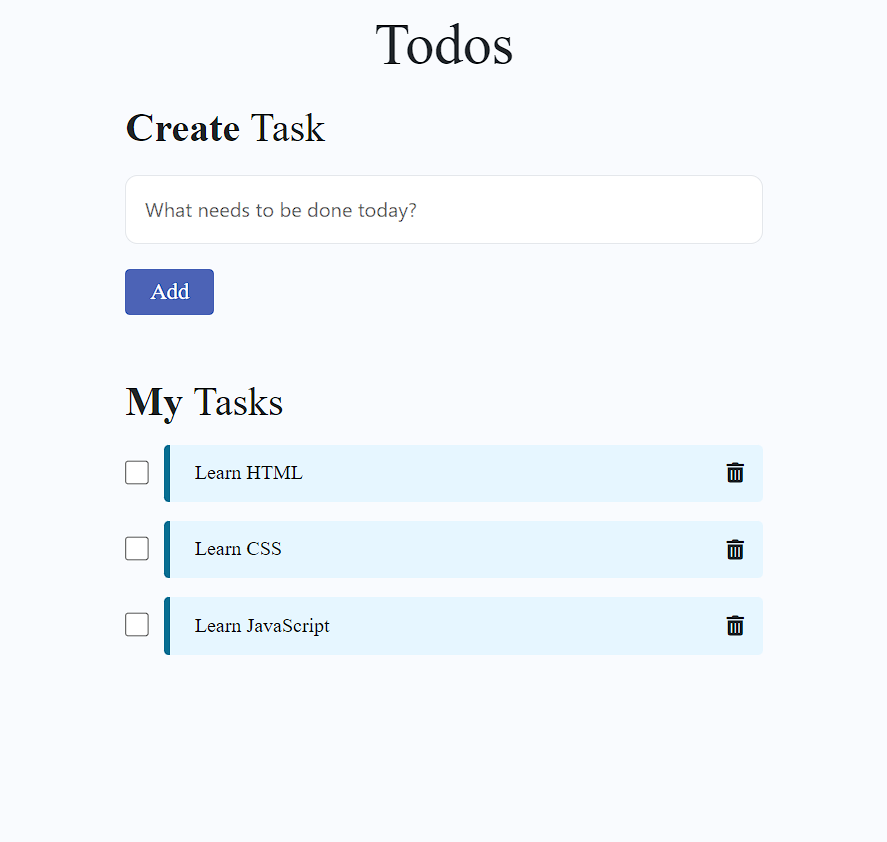 Todos
Create Task
What needs to be done today?
Add
My Tasks
Learn HTML
Learn CSS
Learn JavaScript